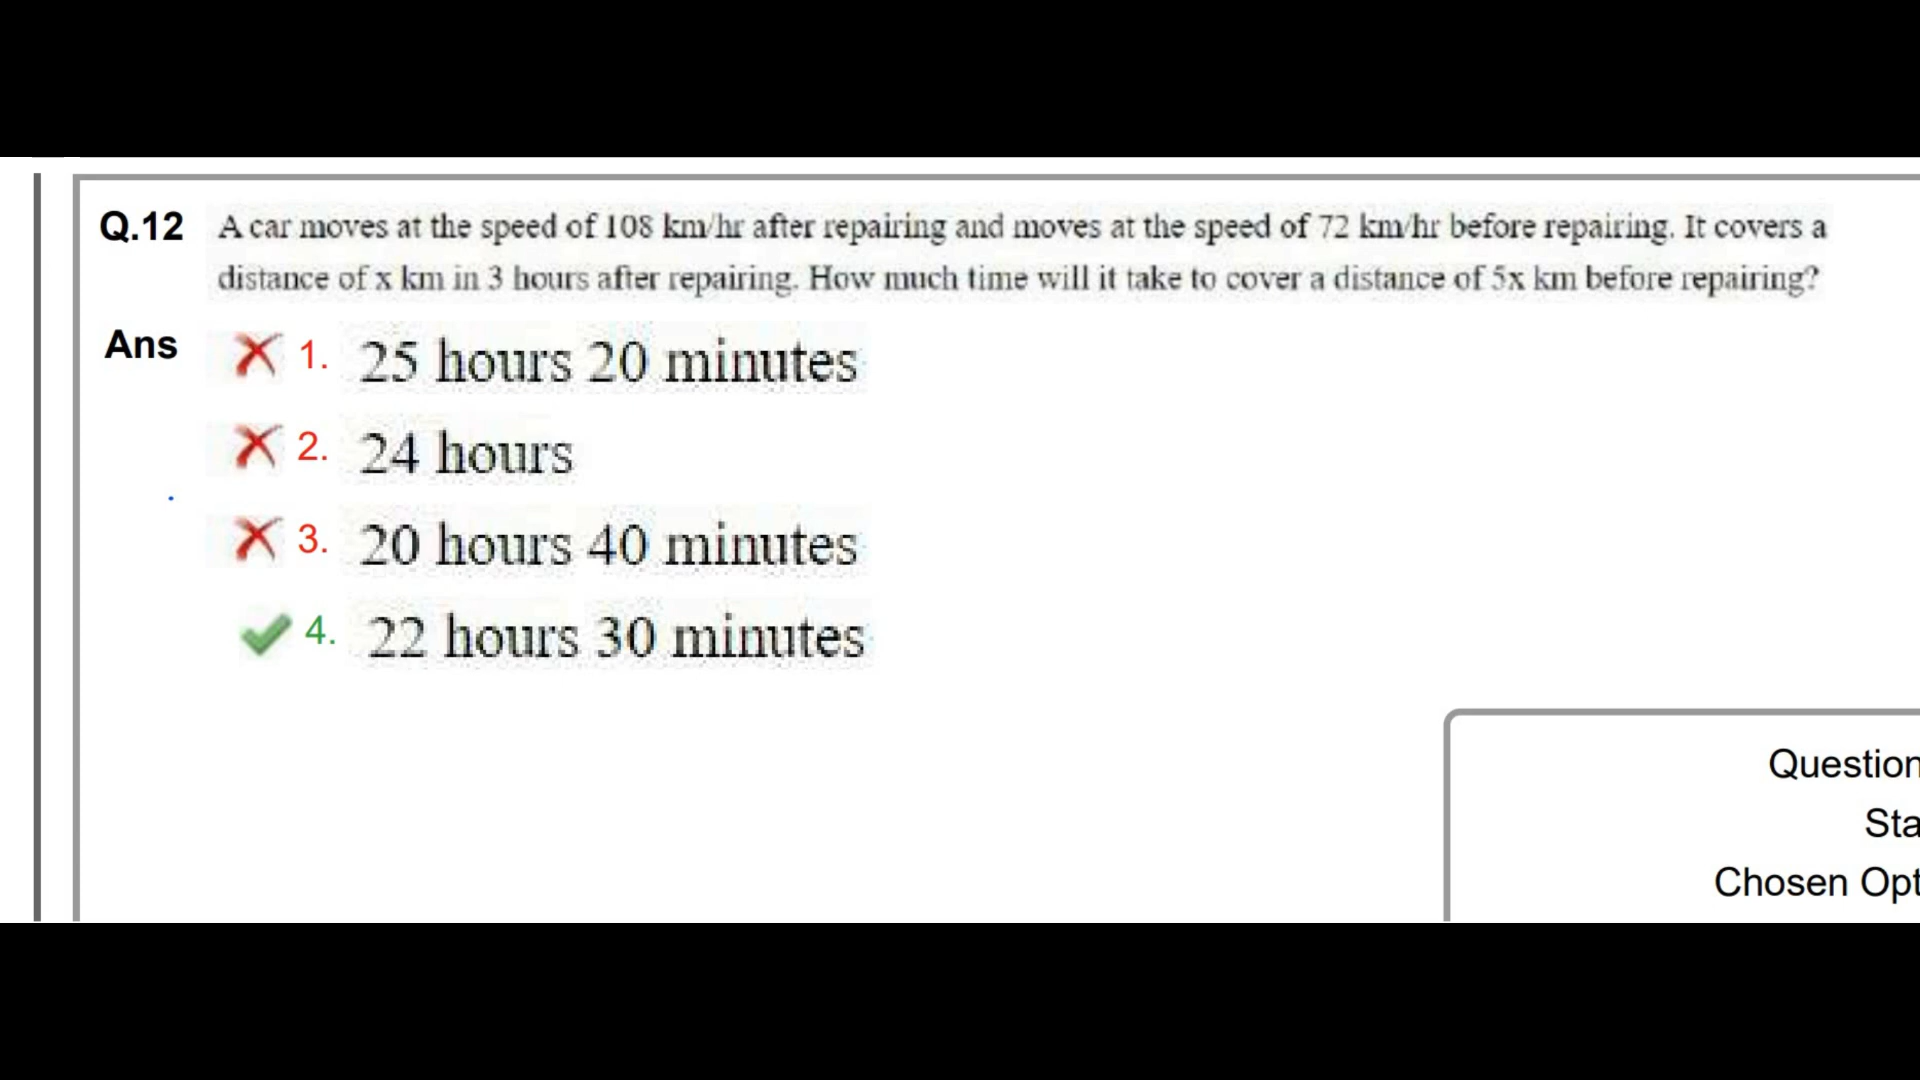 Q.12 A car moves at the speed of 108 km/hr after repairing and moves at the speed of 72 km/hr before repairing. It covers a
distance of x km in 3 hours after repairing. How much time will it take to cover a distance of 5x km before repairing?
Ans 1. 25 hours 20 minutes
2. 24 hours
3. 20 hours 40 minutes
4. 22 hours 30 minutes
Question
Sta
Chosen Opt